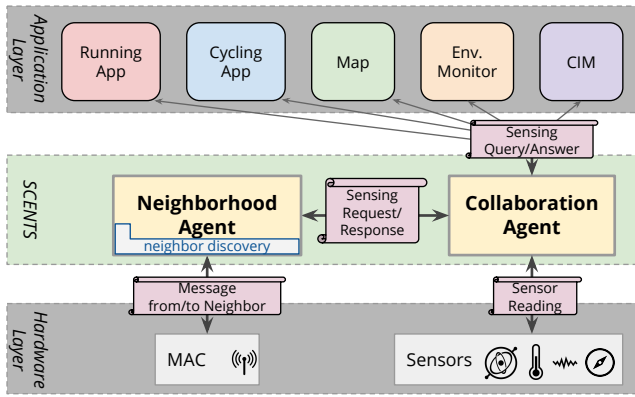 Application
Layer
Running
App
Cycling
App
Map
Env.
Monitor
CIM
Sensing
Query/Answer
SCENTS
Neighborhood
Agent
neighbor discovery
Sensing
Request/
Response
Collaboration
Agent
Message
from/to Neighbor
Sensor
Reading
Hardware
Layer
MAC
Sensors